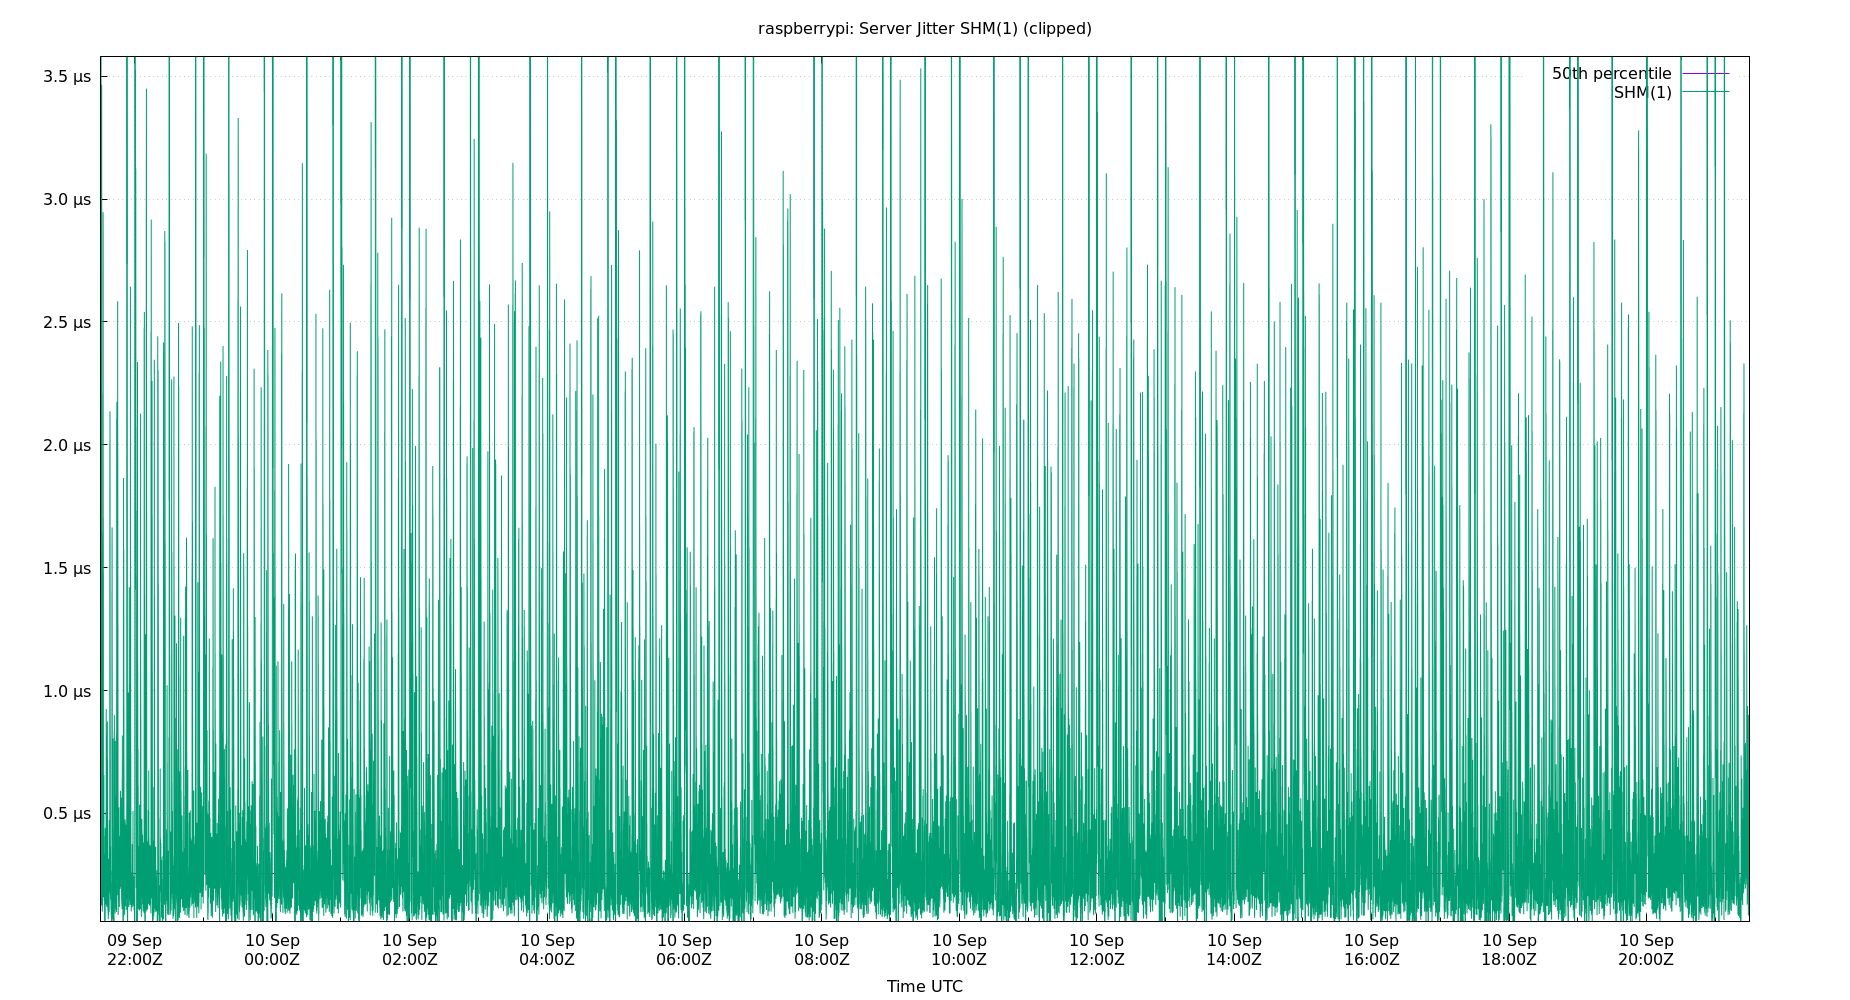 raspberrypi: Server Jitter SHM(1) (clipped)
3.5 µs
3.0 µs
2.5 µs
2.0 µs
1.5 µs
1.0 µs
0.5 µs
50th percentile
SHM(1)
09 Sep
22:00Z
10 Sep
00:00Z
10 Sep
02:00Z
10 Sep
04:00Z
10 Sep
06:00Z
10 Sep
08:00Z
10 Sep
10:00Z
10 Sep
12:00Z
10 Sep
14:00Z
10 Sep
16:00Z
10 Sep
18:00Z
10 Sep
20:00Z
Time UTC